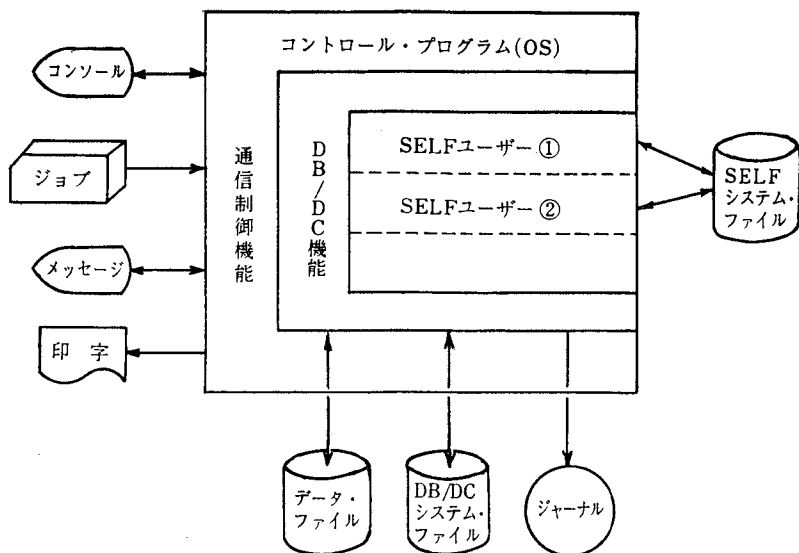 コントロール・プログラム(OS)
コンソール
ジョブ
メッセージ
印 字
通信制御機能
DB/DC機能
SELFユーザー①
SELFユーザー②
SELF
システム・
ファイル
データ・
ファイル
DB/DC
システム・
ファイル
ジャーナル